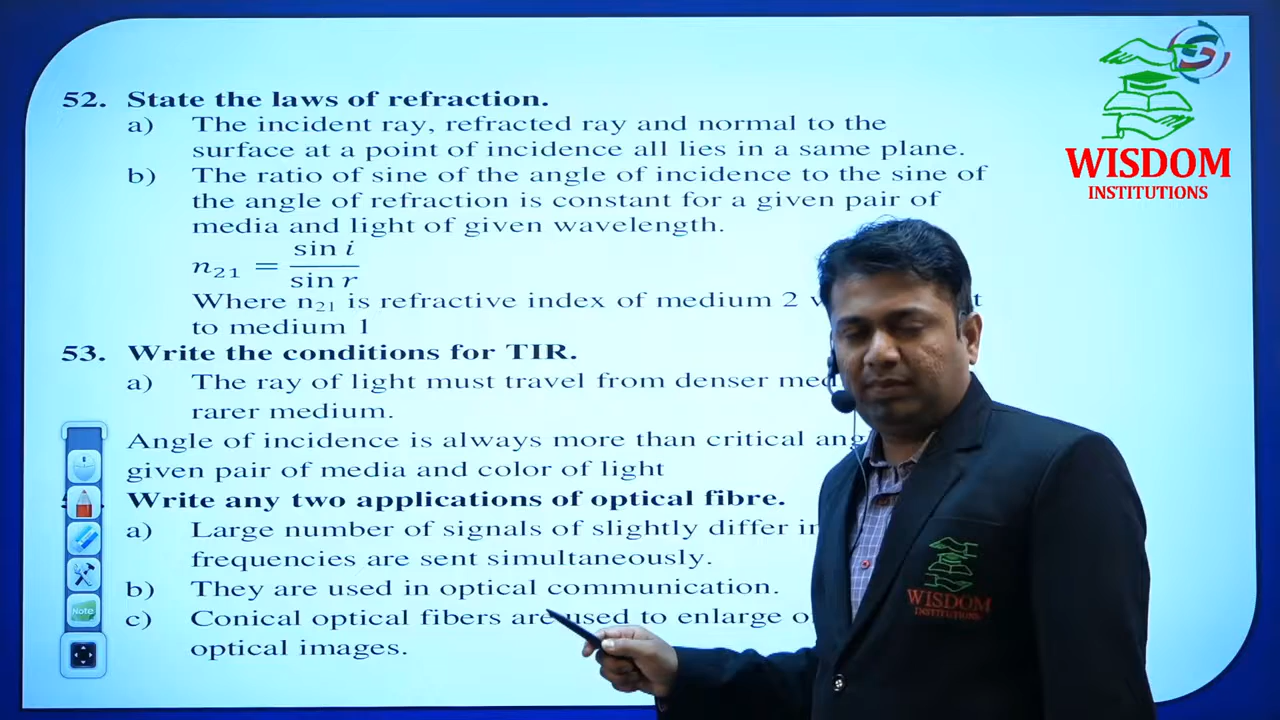 52. State the laws of refraction.
a) The incident ray, refracted ray and normal to the
surface at a point of incidence all lies in a same plane.
b) The ratio of sine of the angle of incidence to the sine of
the angle of refraction is constant for a given pair of
media and light of given wavelength.
n21 = sin i / sin r
Where n21 is refractive index of medium 2
to medium 1
53. Write the conditions for TIR.
a) The ray of light must travel from denser
rarer medium.
Angle of incidence is always more than critical
given pair of media and color of light
Write any two applications of optical fibre.
a) Large number of signals of slightly differ in
frequencies are sent simultaneously.
b) They are used in optical communication.
c) Conical optical fibers are used to enlarge
optical images.
Note
WISDOM
INSTITUTIONS
WISDOM
INSTITUTIONS